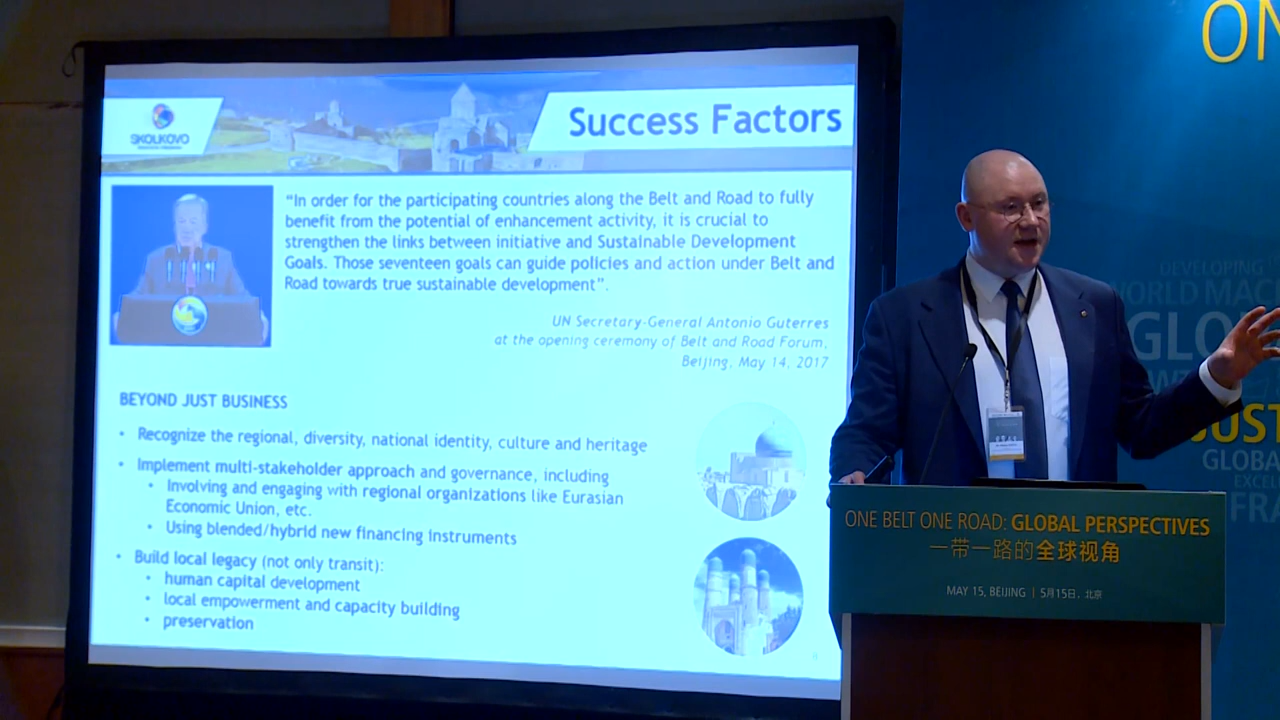 SKOLKOVO
Success Factors
“In order for the participating countries along the Belt and Road to fully
benefit from the potential of enhancement activity, it is crucial to
strengthen the links between initiative and Sustainable Development
Goals. Those seventeen goals can guide policies and action under Belt and
Road towards true sustainable development”.
UN Secretary-General Antonio Guterres
at the opening ceremony of Belt and Road Forum,
Beijing, May 14, 2017
BEYOND JUST BUSINESS
• Recognize the regional, diversity, national identity, culture and heritage
• Implement multi-stakeholder approach and governance, including
• Involving and engaging with regional organizations like Eurasian
Economic Union, etc.
• Using blended/hybrid new financing instruments
• Build local legacy (not only transit):
• human capital development
• local empowerment and capacity building
• preservation
ON
DEVELOPING
WORLD MAC
GLO
SUST
GLOBA
EXCEL
FRA
ONE BELT ONE ROAD: GLOBAL PERSPECTIVES
一带一路的全球视角
MAY 15, BEIJING | 5月15日, 北京